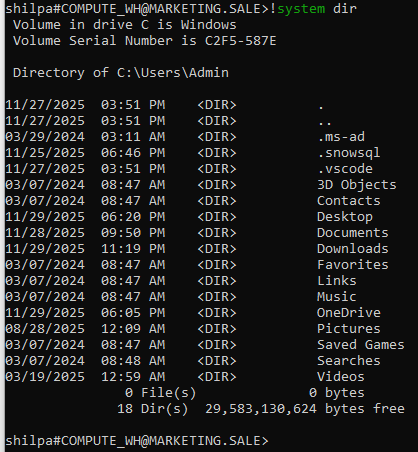 shilpa#COMPUTE_WH@MARKETING.SALE>!system dir
 Volume in drive C is Windows
 Volume Serial Number is C2F5-587E

 Directory of C:\Users\Admin

11/27/2025  03:51 PM    <DIR>          .
11/27/2025  03:51 PM    <DIR>          ..
03/29/2024  03:11 AM    <DIR>          .ms-ad
11/25/2025  06:46 PM    <DIR>          .snowsql
11/27/2025  03:51 PM    <DIR>          .vscode
03/07/2024  08:47 AM    <DIR>          3D Objects
03/07/2024  08:47 AM    <DIR>          Contacts
11/29/2025  06:20 PM    <DIR>          Desktop
11/28/2025  09:50 PM    <DIR>          Documents
11/29/2025  11:19 PM    <DIR>          Downloads
03/07/2024  08:47 AM    <DIR>          Favorites
03/07/2024  08:47 AM    <DIR>          Links
03/07/2024  08:47 AM    <DIR>          Music
11/29/2025  06:05 PM    <DIR>          OneDrive
08/28/2025  12:09 AM    <DIR>          Pictures
03/07/2024  08:47 AM    <DIR>          Saved Games
03/07/2024  08:48 AM    <DIR>          Searches
03/19/2025  12:59 AM    <DIR>          Videos
               0 File(s)              0 bytes
              18 Dir(s)  29,583,130,624 bytes free

shilpa#COMPUTE_WH@MARKETING.SALE>